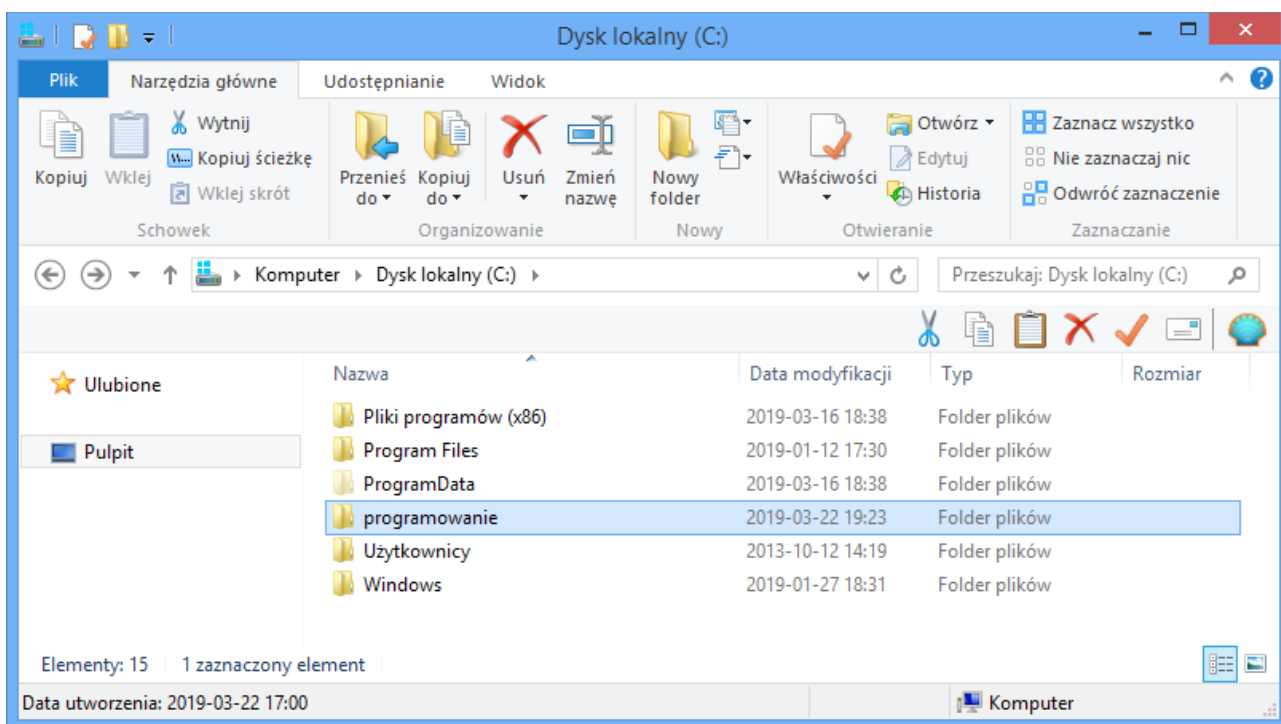 Dysk lokalny (C:)
Plik Narzędzia główne Udostępnianie Widok
Kopiuj
Wklej
Wytnij
Kopiuj ścieżkę
Wklej skrót
Schowek
Przenieś do
Kopiuj do
Usuń
Zmień nazwę
Organizowanie
Nowy folder
Nowy
Właściwości
Otwórz
Edytuj
Historia
Otwieranie
Zaznacz wszystko
Nie zaznaczaj nic
Odwróć zaznaczenie
Zaznaczanie
Komputer Dysk lokalny (C:)
Przeszukaj: Dysk lokalny (C:)
Ulubione
Pulpit
Nazwa Data modyfikacji Typ Rozmiar
Pliki programów (x86) 2019-03-16 18:38 Folder plików
Program Files 2019-01-12 17:30 Folder plików
ProgramData 2019-03-16 18:38 Folder plików
programowanie 2019-03-22 19:23 Folder plików
Użytkownicy 2013-10-12 14:19 Folder plików
Windows 2019-01-27 18:31 Folder plików
Elementy: 15 1 zaznaczony element
Data utworzenia: 2019-03-22 17:00 Komputer